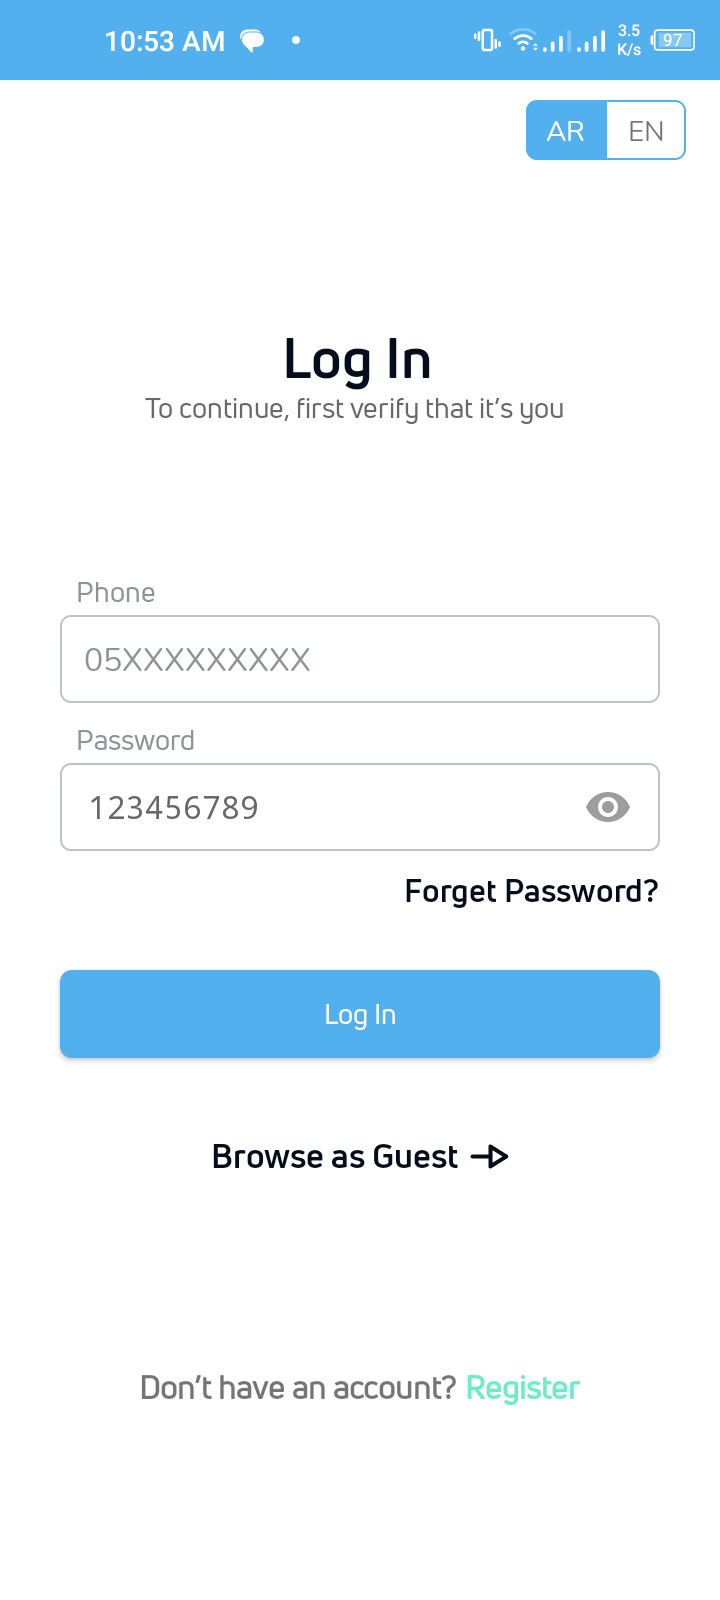 10:53 AM
3.5
K/s
97
AR EN
Log In
To continue, first verify that it's you
Phone
05XXXXXXXXX
Password
123456789
Forget Password?
Log In
Browse as Guest
Don't have an account? Register